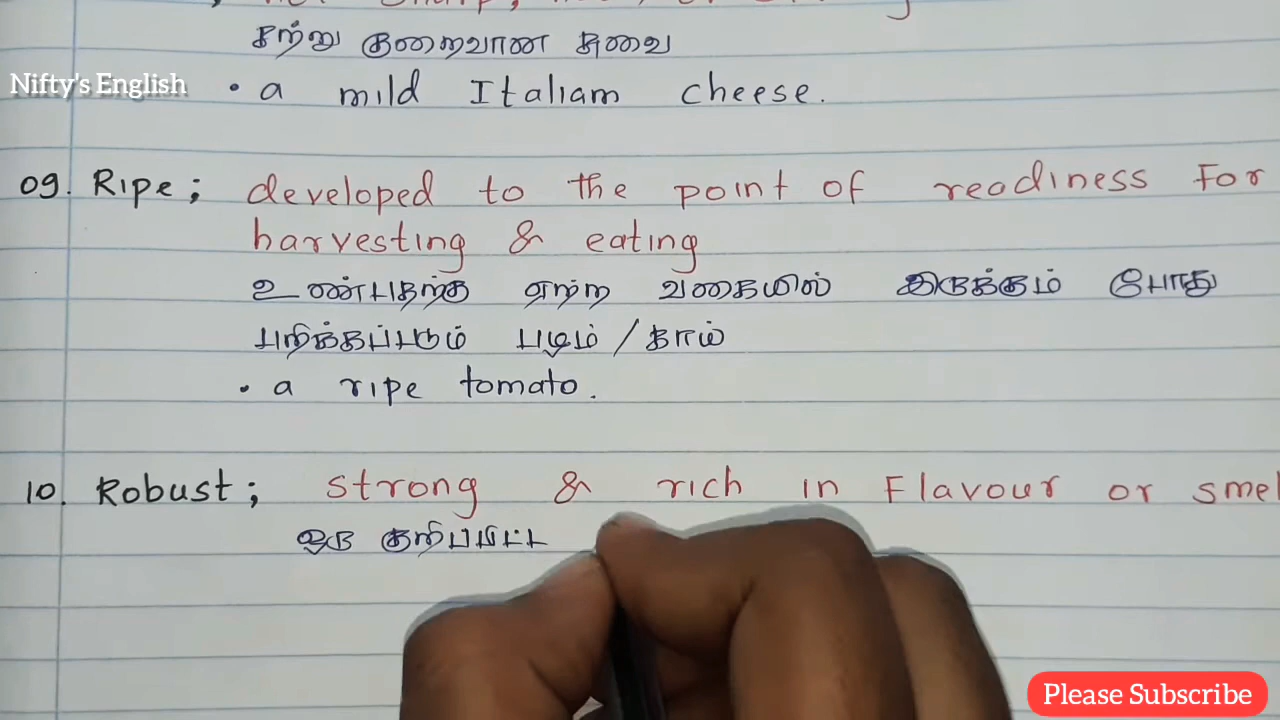 சற்று குறைவான சுவை
Nifty's English
• a mild Italiam cheese.
09. Ripe; developed to the point of readiness For
harvesting & eating
உண்பதற்கு ஏற்ற வகையில் இருக்கும் போது
பறிக்கப்படும் பழம் / காய்
• a ripe tomato.
10. Robust; strong & rich in Flavour or smel
ஒரு குறிப்பிட்ட
Please Subscribe